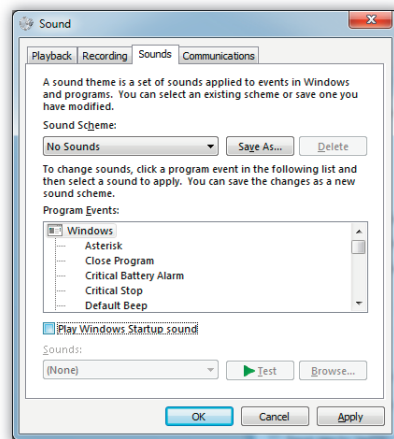 Sound
Playback Recording Sounds Communications
A sound theme is a set of sounds applied to events in Windows
and programs. You can select an existing scheme or save one you
have modified.
Sound Scheme:
No Sounds Save As... Delete
To change sounds, click a program event in the following list and
then select a sound to apply. You can save the changes as a new
sound scheme.
Program Events:
Windows
Asterisk
Close Program
Critical Battery Alarm
Critical Stop
Default Beep
Play Windows Startup sound
Sounds:
(None) Test Browse...
OK Cancel Apply